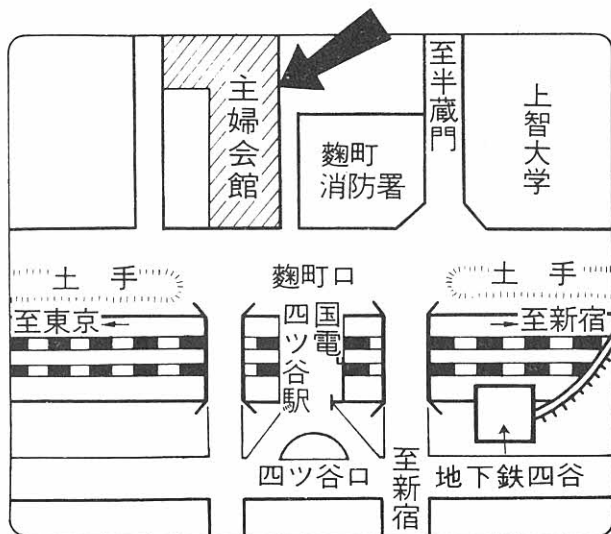 主婦会館
麴町
消防署
至半蔵門
上智大学
土手
麴町口
土手
至東京←
国電
四ツ谷駅
→至新宿
四ツ谷口
至新宿
地下鉄四谷